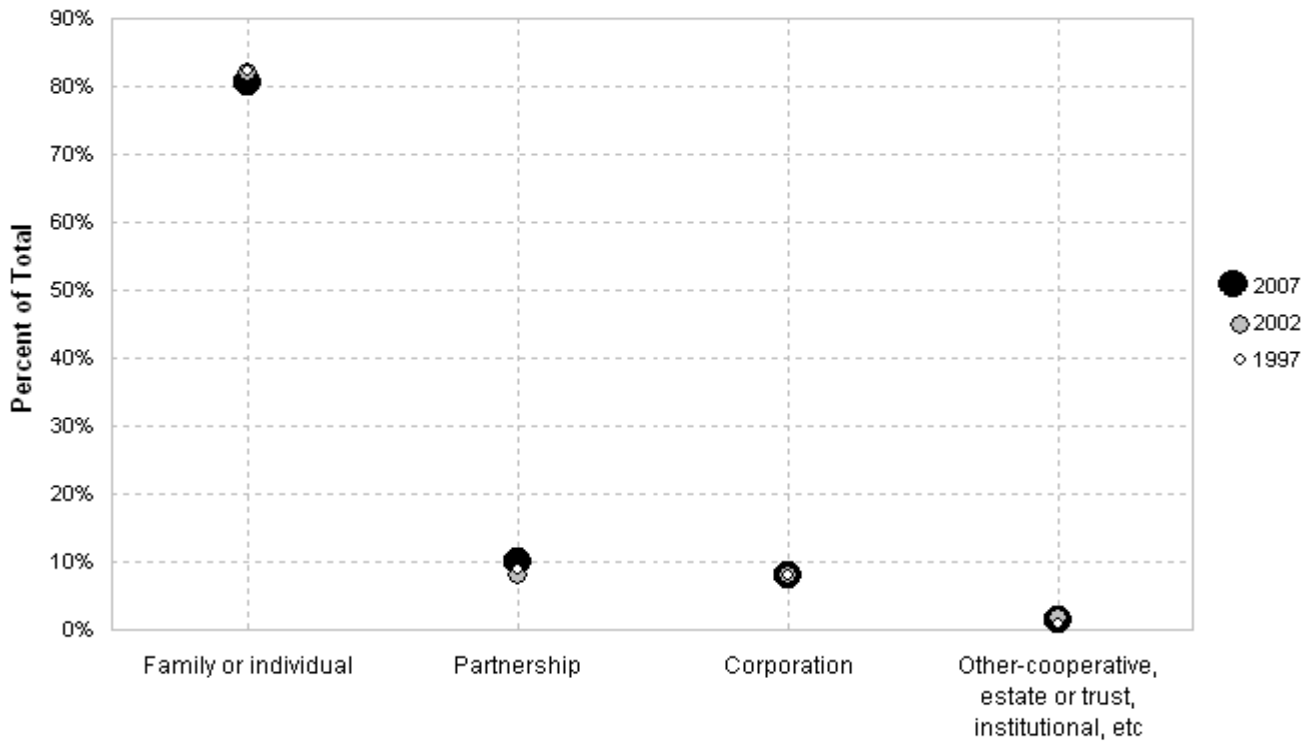 90%
80%
70%
60%
50%
40%
30%
20%
10%
0%
Percent of Total
Family or individual
Partnership
Corporation
Other-cooperative,
estate or trust,
institutional, etc
2007
2002
1997